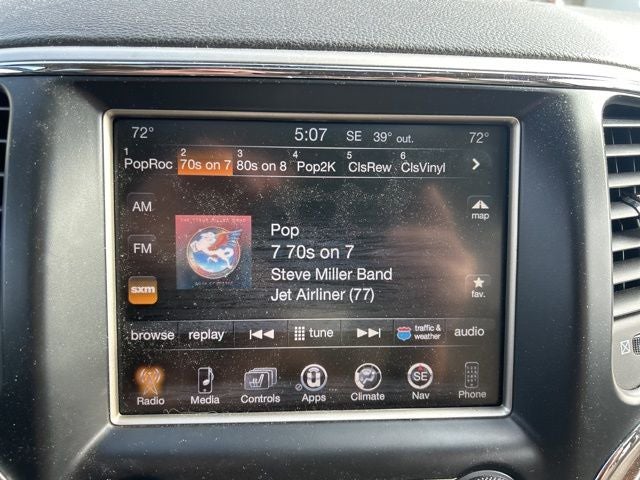 72° 5:07 SE 39° out. 72°
1 PopRoc 2 70s on 7 3 80s on 8 4 Pop2K 5 ClsRew 6 ClsVinyl
AM
map
FM
Pop
7 70s on 7
Steve Miller Band
Jet Airliner (77)
sxm
fav.
browse replay tune traffic & weather audio
Radio Media Controls Apps Climate SE Nav Phone